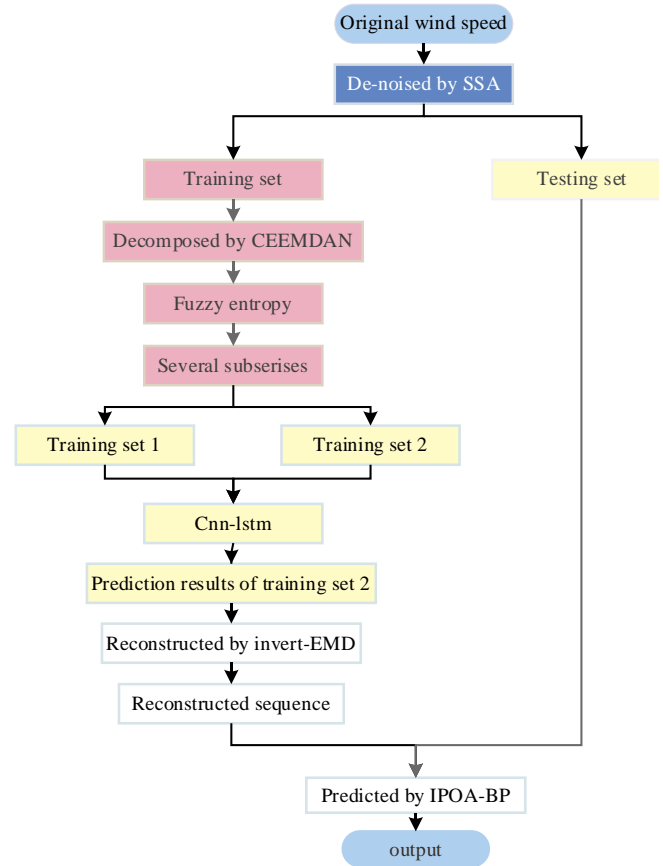 Original wind speed
De-noised by SSA
Training set
Testing set
Decomposed by CEEMDAN
Fuzzy entropy
Several subserises
Training set 1
Training set 2
Cnn-lstm
Prediction results of training set 2
Reconstructed by invert-EMD
Reconstructed sequence
Predicted by IPOA-BP
output